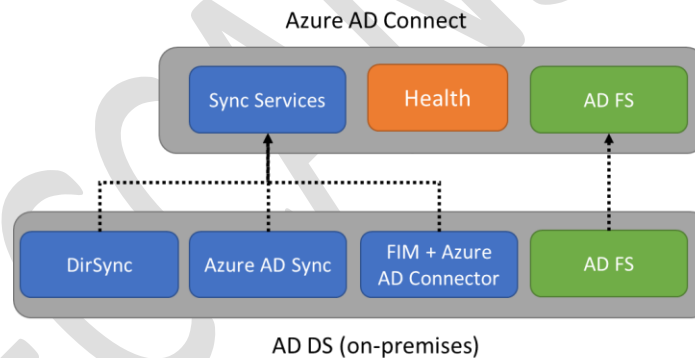 Azure AD Connect
Sync Services
Health
AD FS
DirSync
Azure AD Sync
FIM + Azure
AD Connector
AD FS
AD DS (on-premises)